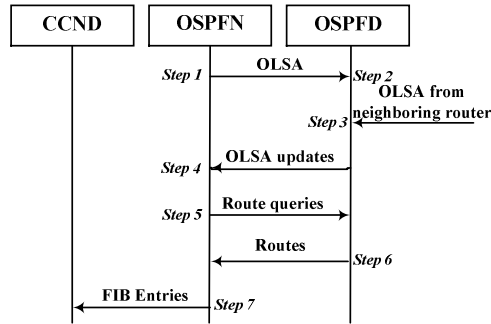 CCND OSPFN OSPFD
Step 1 OLSA Step 2
OLSA from
Step 3 neighboring router
Step 4 OLSA updates
Step 5 Route queries
Routes Step 6
FIB Entries Step 7